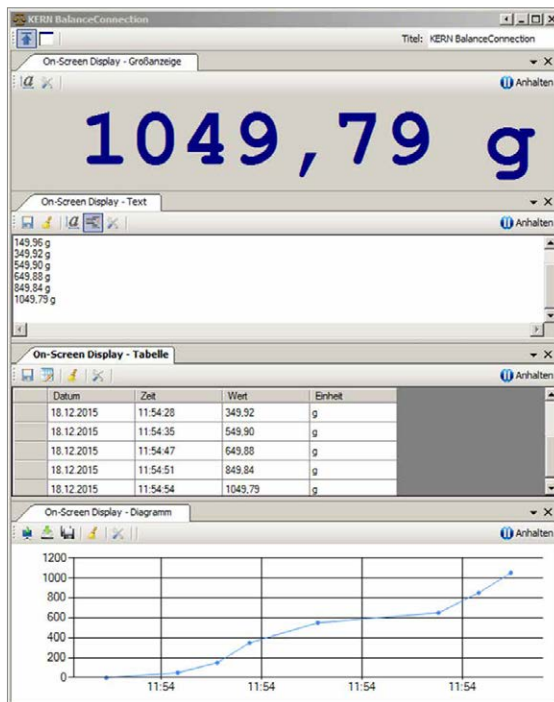 KERN BalanceConnection
Titel: KERN BalanceConnection
On-Screen Display - Großanzeige
Anhalten
1049,79 g
On-Screen Display - Text
Anhalten
149,96 g
349,92 g
549,90 g
649,88 g
849,84 g
1049,79 g
On-Screen Display - Tabelle
Anhalten
Datum Zeit Wert Einheit
18.12.2015 11:54:28 349,92 g
18.12.2015 11:54:35 549,90 g
18.12.2015 11:54:47 649,88 g
18.12.2015 11:54:51 849,84 g
18.12.2015 11:54:54 1049,79 g
On-Screen Display - Diagramm
Anhalten
1200
1000
800
600
400
200
0
11:54 11:54 11:54 11:54